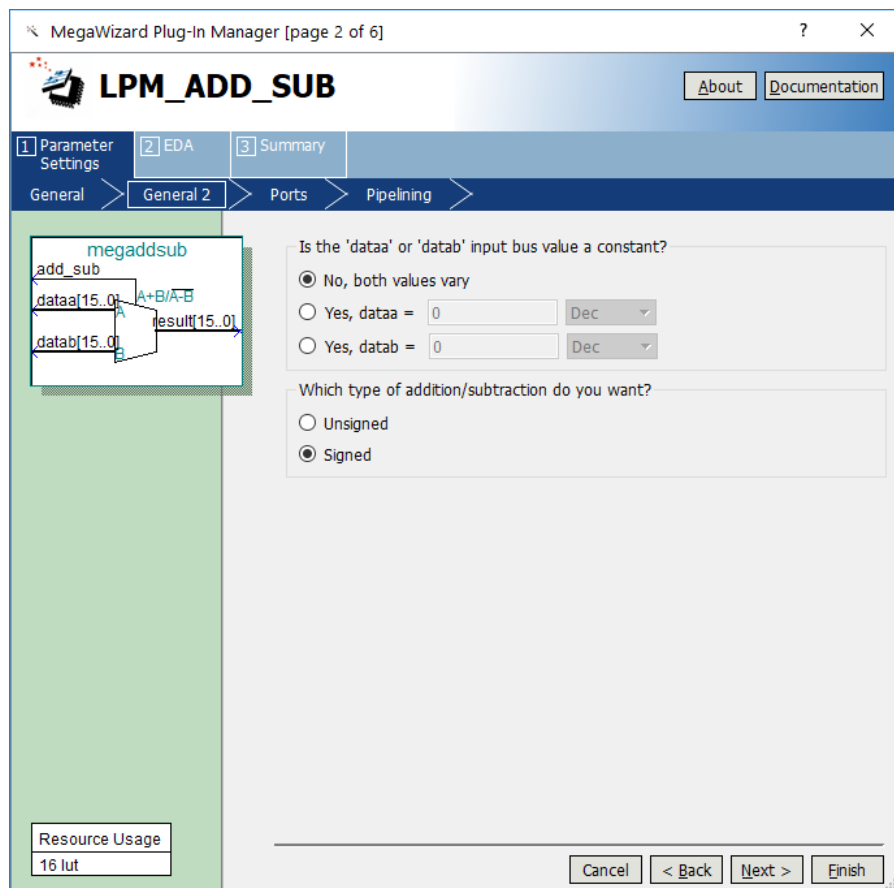 MegaWizard Plug-In Manager [page 2 of 6] ? ×
LPM_ADD_SUB
About Documentation
1 Parameter Settings 2 EDA 3 Summary
General General 2 Ports Pipelining
megaddsub
add_sub
A+B/A-B
dataa[15..0]
A
result[15..0]
datab[15..0]
B
Is the 'dataa' or 'datab' input bus value a constant?
No, both values vary
Yes, dataa = 0 Dec
Yes, datab = 0 Dec
Which type of addition/subtraction do you want?
Unsigned
Signed
Resource Usage
16 lut
Cancel < Back Next > Finish